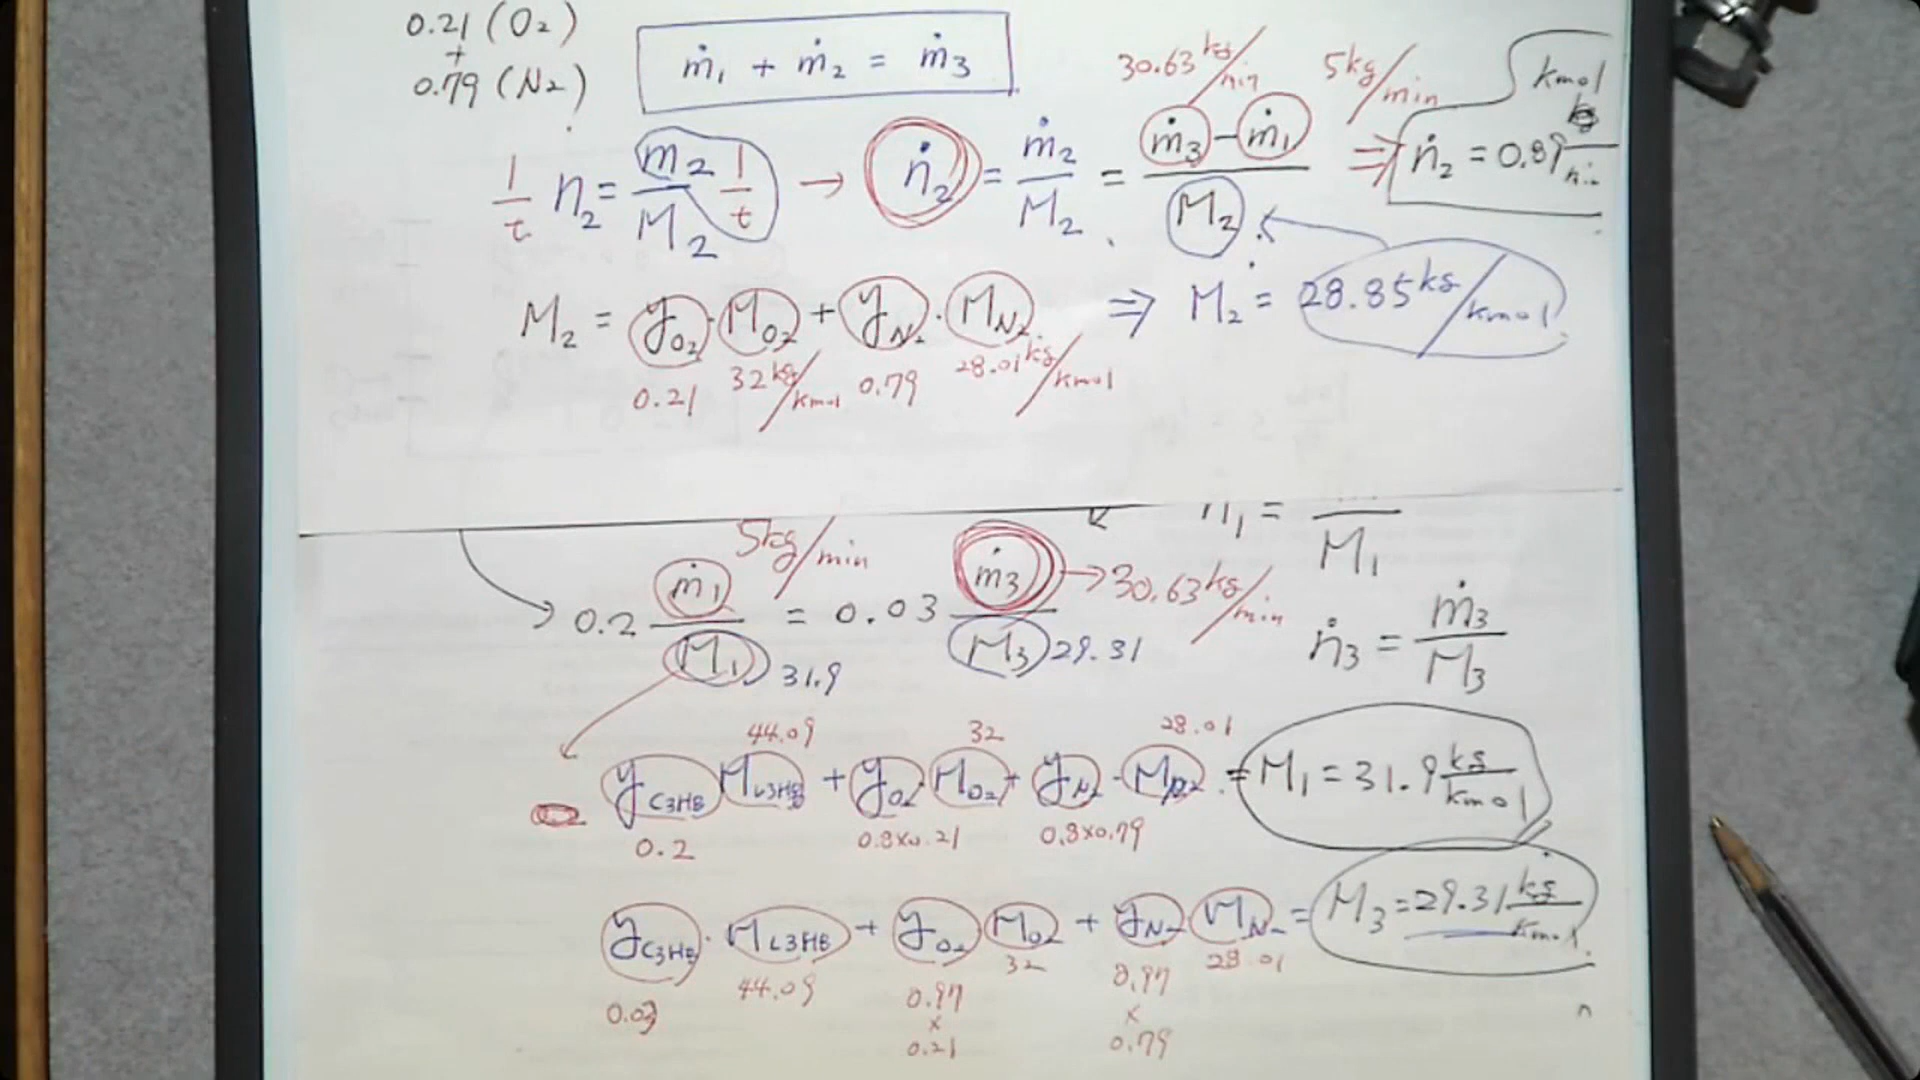 0.21 (O₂)
+
0.79 (N₂)
ṁ₁ + ṁ₂ = ṁ₃
30.63 kg/min 5kg/min
1/t n₂ = m₂/M₂ 1/t → ṅ₂ = ṁ₂/M₂ = (ṁ₃ - ṁ₁)/M₂ ⇒ ṅ₂ = 0.89 kmol/min
M₂ = y_O₂ · M_O₂ + y_N₂ · M_N₂ ⇒ M₂ = 28.85 kg/kmol
0.21 32 kg/kmol 0.79 28.01 kg/kmol
5kg/min
0.2 ṁ₁/M₁ = 0.03 ṁ₃/M₃ → 30.63 kg/min
31.9 29.31
ṅ₁ = /M₁
ṅ₃ = ṁ₃/M₃
44.09 32 28.01
y_C3H8 M_C3H8 + y_O₂ M_O₂ + y_N₂ · M_N₂ = M₁ = 31.9 kg/kmol
0.2 0.8×0.21 0.8×0.79
y_C3H8 · M_C3H8 + y_O₂ M_O₂ + y_N₂ M_N₂ = M₃ = 29.31 kg/kmol
0.03 44.09 0.97 × 0.21 32 0.97 × 0.79 28.01